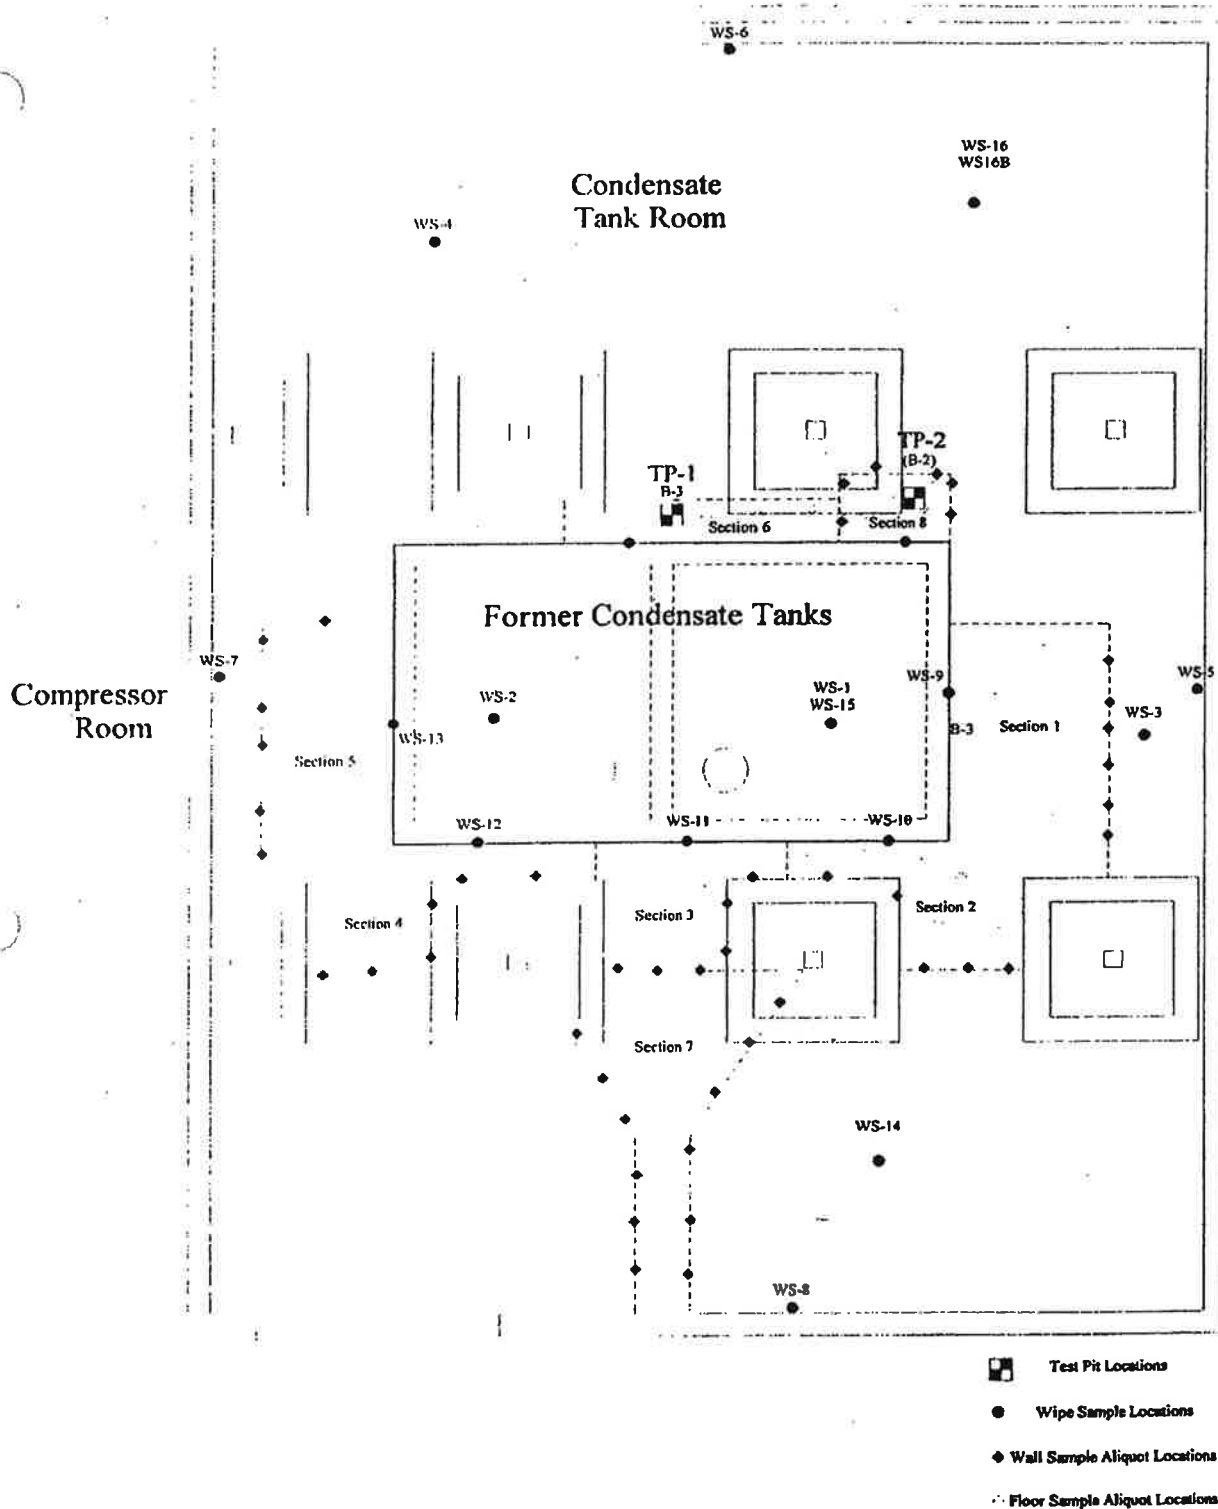 WS-6
WS-16
WS16B
Condensate
Tank Room
WS-4
TP-2
(B-2)
TP-1
B-3
Section 6
Section 8
Former Condensate Tanks
WS-7
WS-9
WS-5
Compressor
Room
WS-2
WS-1
WS-15
WS-3
WS-13
B-3
Section 1
Section 5
WS-12
WS-11
WS-10
Section 4
Section 3
Section 2
Section 7
WS-14
WS-8
Test Pit Locations
Wipe Sample Locations
Wall Sample Aliquot Locations
Floor Sample Aliquot Locations